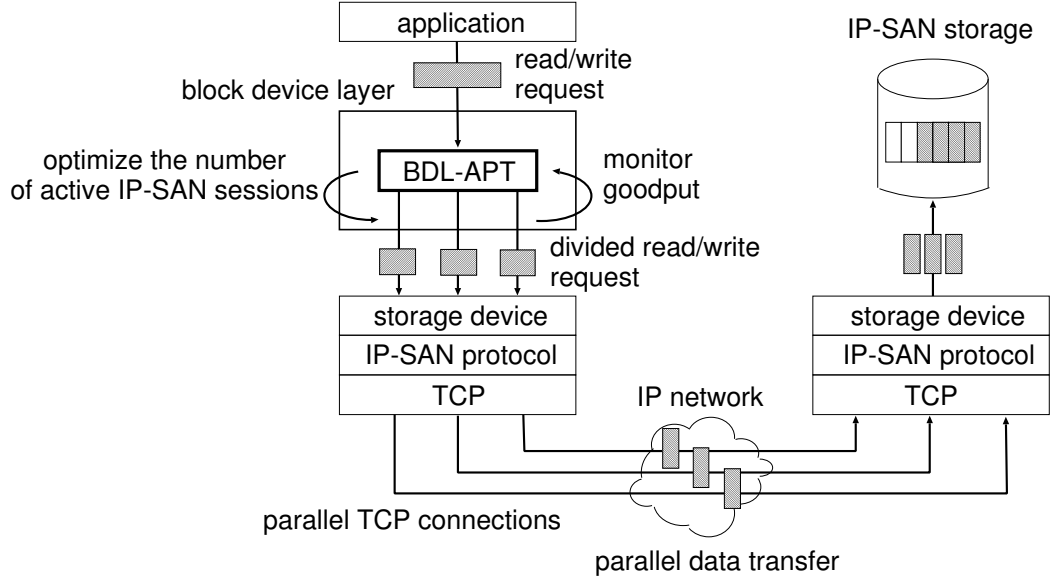 application
IP-SAN storage
read/write
request
block device layer
optimize the number
of active IP-SAN sessions
BDL-APT
monitor
goodput
divided read/write
request
storage device
IP-SAN protocol
TCP
storage device
IP-SAN protocol
TCP
IP network
parallel TCP connections
parallel data transfer